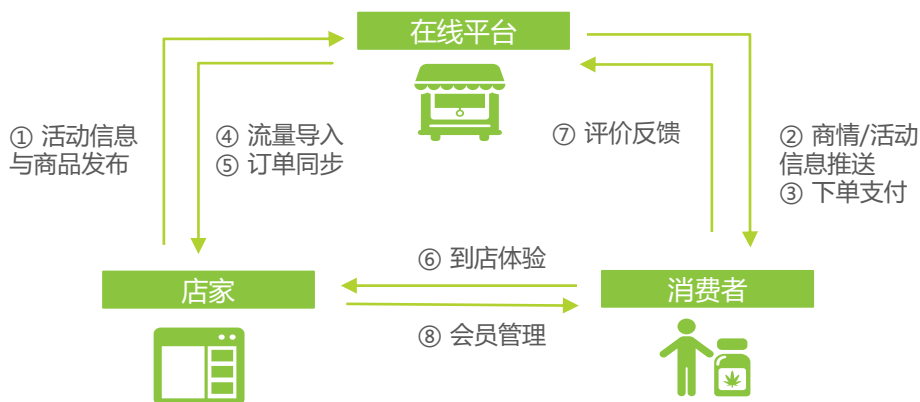 在线平台
① 活动信息
与商品发布
④ 流量导入
⑤ 订单同步
⑦ 评价反馈
② 商情/活动
信息推送
③ 下单支付
⑥ 到店体验
店家
消费者
⑧ 会员管理